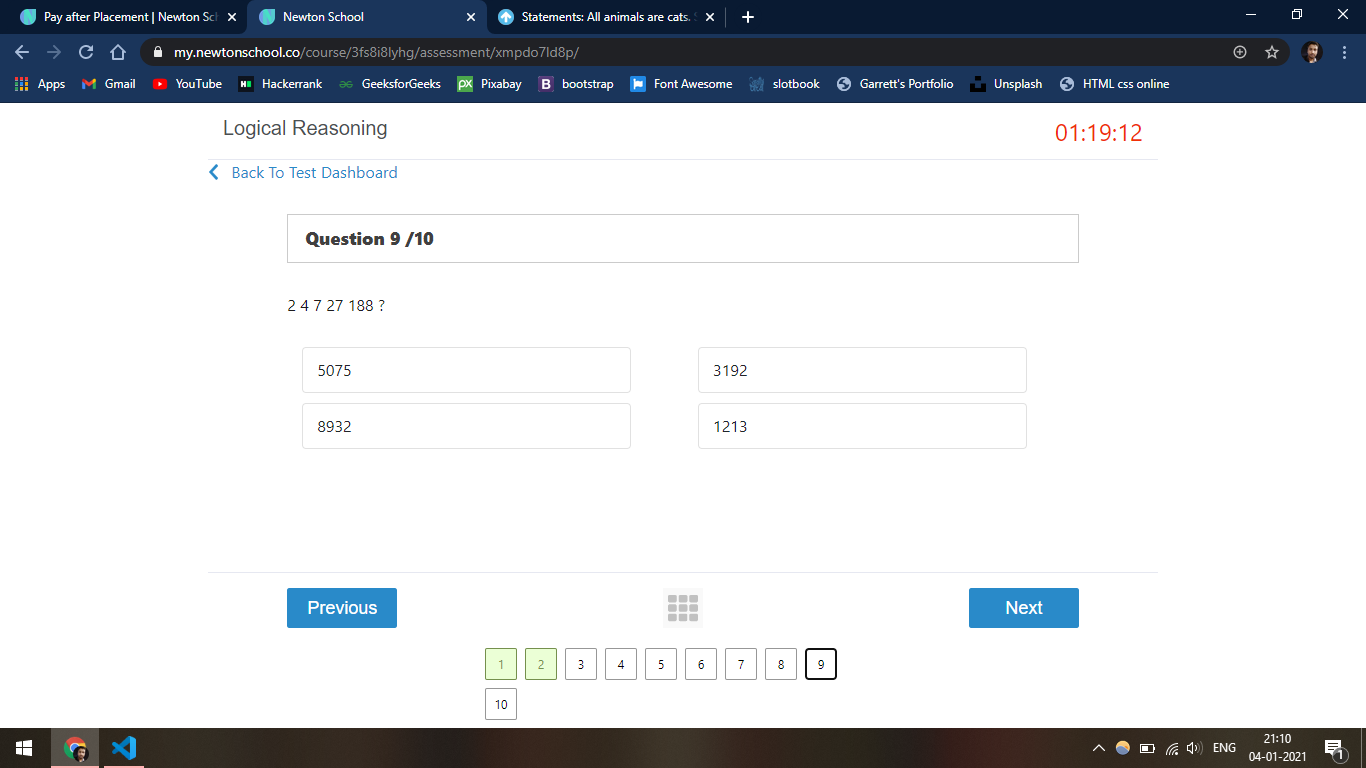 Pay after Placement | Newton Sch
Newton School
Statements: All animals are cats. S
my.newtonschool.co/course/3fs8i8lyhg/assessment/xmpdo7ld8p/
Apps Gmail YouTube Hackerrank GeeksforGeeks Pixabay bootstrap Font Awesome slotbook Garrett's Portfolio Unsplash HTML css online
Logical Reasoning
01:19:12
Back To Test Dashboard
Question 9 /10
2 4 7 27 188 ?
5075 3192
8932 1213
Previous Next
1 2 3 4 5 6 7 8 9
10
ENG
21:10
04-01-2021
1